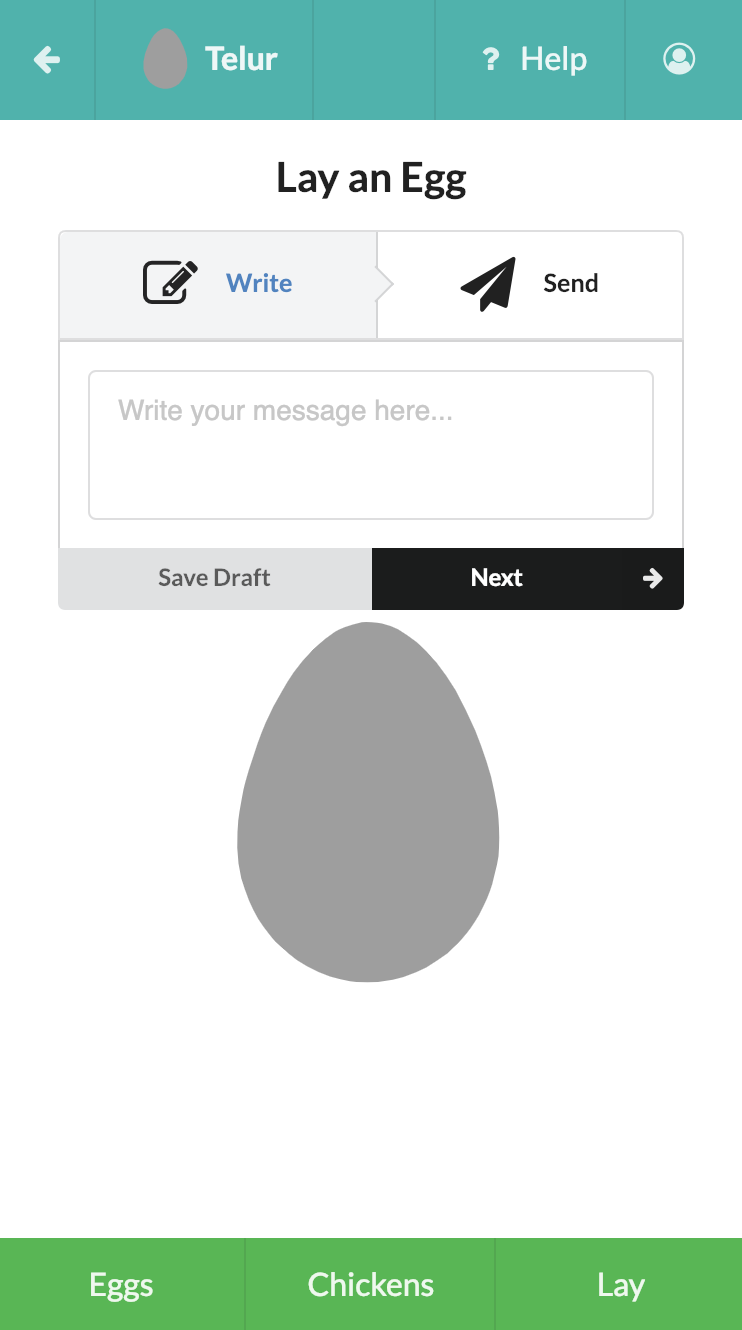 Telur
? Help
Lay an Egg
Write
Send
Write your message here...
Save Draft
Next
Eggs
Chickens
Lay